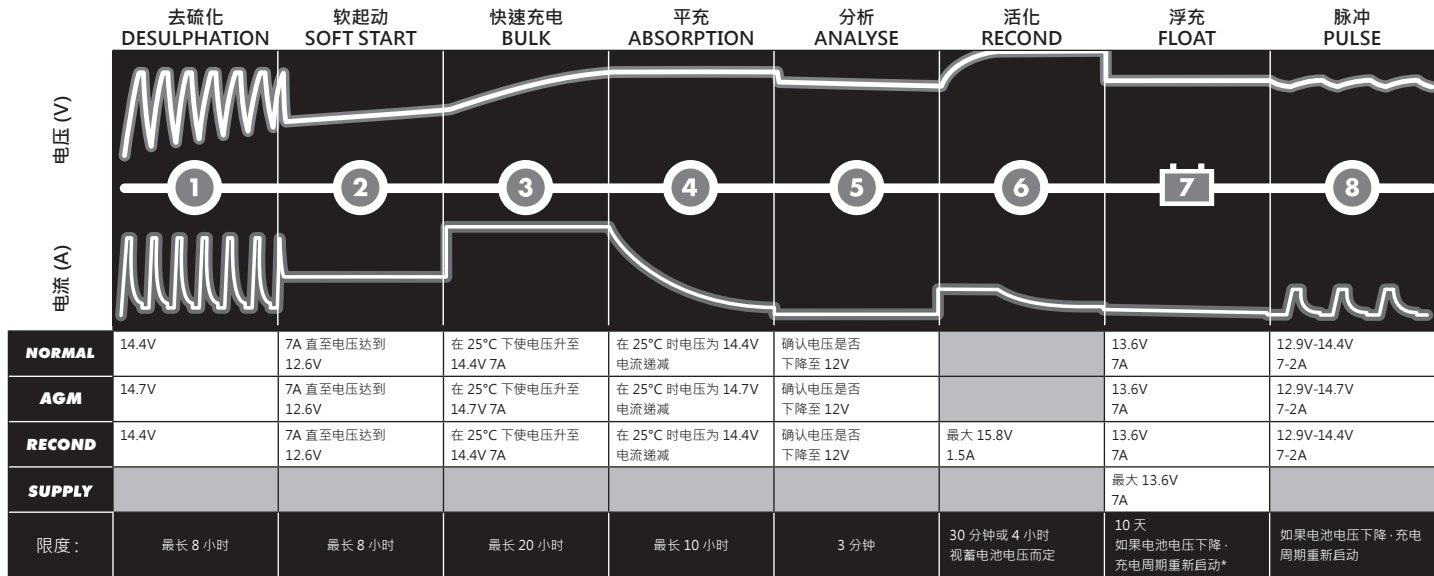 去硫化
DESULPHATION
软起动
SOFT START
快速充电
BULK
平充
ABSORPTION
分析
ANALYSE
活化
RECOND
浮充
FLOAT
脉冲
PULSE
电压 (V)
1
2
3
4
5
6
7
8
电流 (A)
NORMAL
14.4V
7A 直至电压达到
12.6V
在 25°C 下使电压升至
14.4V 7A
在 25°C 时电压为 14.4V
电流递减
确认电压是否
下降至 12V
13.6V
7A
12.9V-14.4V
7-2A
AGM
14.7V
7A 直至电压达到
12.6V
在 25°C 下使电压升至
14.7V 7A
在 25°C 时电压为 14.7V
电流递减
确认电压是否
下降至 12V
13.6V
7A
12.9V-14.7V
7-2A
RECOND
14.4V
7A 直至电压达到
12.6V
在 25°C 下使电压升至
14.4V 7A
在 25°C 时电压为 14.4V
电流递减
确认电压是否
下降至 12V
最大 15.8V
1.5A
13.6V
7A
12.9V-14.4V
7-2A
SUPPLY
最大 13.6V
7A
限度：
最长 8 小时
最长 8 小时
最长 20 小时
最长 10 小时
3 分钟
30 分钟或 4 小时
视蓄电池电压而定
10 天
如果电池电压下降·
充电周期重新启动*
如果电池电压下降·充电
周期重新启动